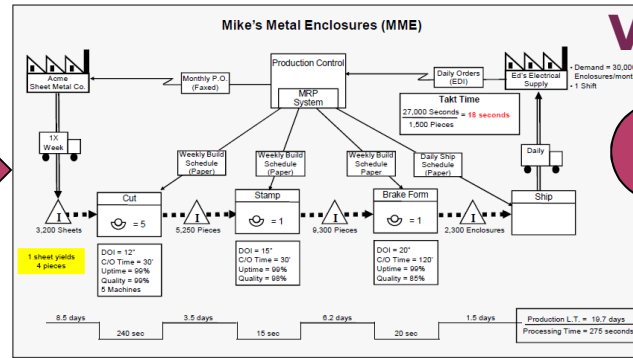 Mike's Metal Enclosures (MME)
V
Acme
Sheet Metal Co.
Monthly P.O.
(Faxed)
Production Control
MRP
System
Daily Orders
(EDI)
Ed's Electrical
Supply
· Demand = 30,000
Enclosures/month
· 1 Shift
Takt Time
27,000 Seconds
1,500 Pieces
= 18 seconds
1X
Week
Weekly Build
Schedule
(Paper)
Weekly Build
Schedule
(Paper)
Weekly Build
Schedule
Paper
Daily Ship
Schedule
(Paper)
Daily
I
3,200 Sheets
Cut
= 5
I
5,250 Pieces
Stamp
= 1
I
9,300 Pieces
Brake Form
= 1
I
2,300 Enclosures
Ship
1 sheet yields
4 pieces
DOI = 12"
C/O Time = 30'
Uptime = 99%
Quality = 99%
5 Machines
DOI = 15"
C/O Time = 30'
Uptime = 99%
Quality = 98%
DOI = 20"
C/O Time = 120'
Uptime = 99%
Quality = 85%
8.5 days
240 sec
3.5 days
15 sec
6.2 days
20 sec
1.5 days
Production L.T. = 19.7 days
Processing Time = 275 seconds